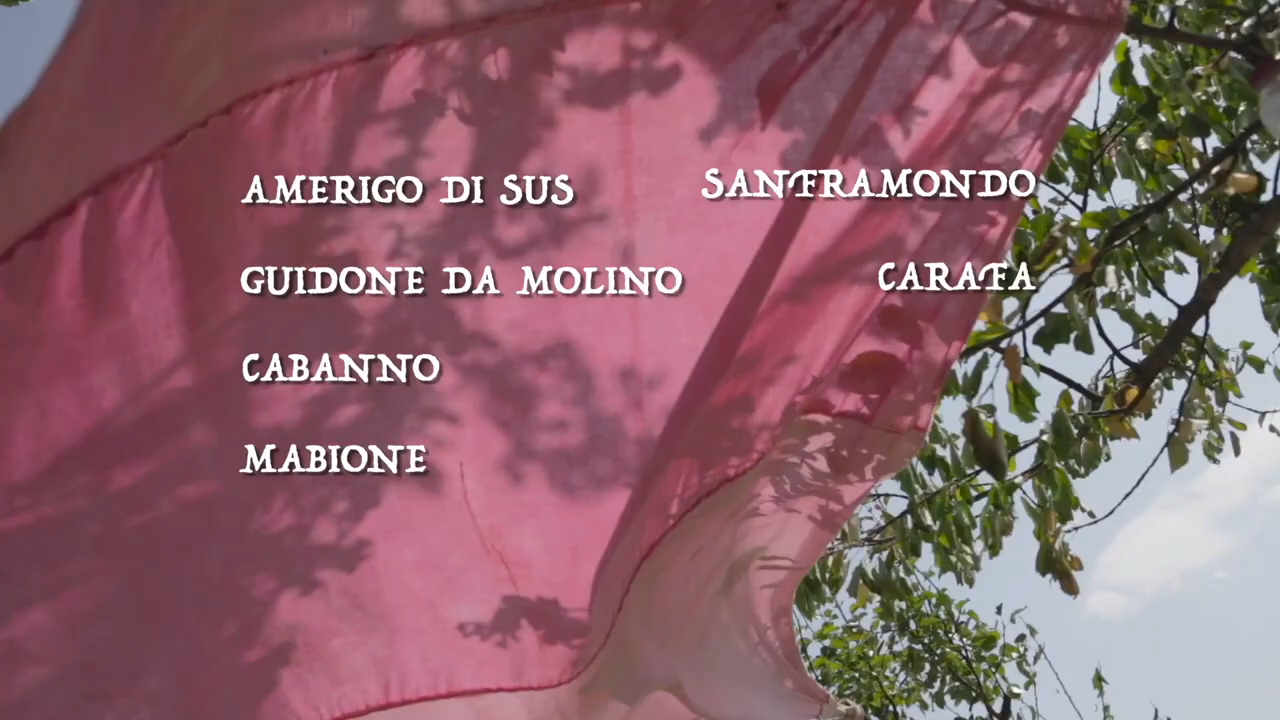 AMERIGO DI SUS
GUIDONE DA MOLINO
CABANNO
MABIONE
SANFRAMONDO
CARAFA